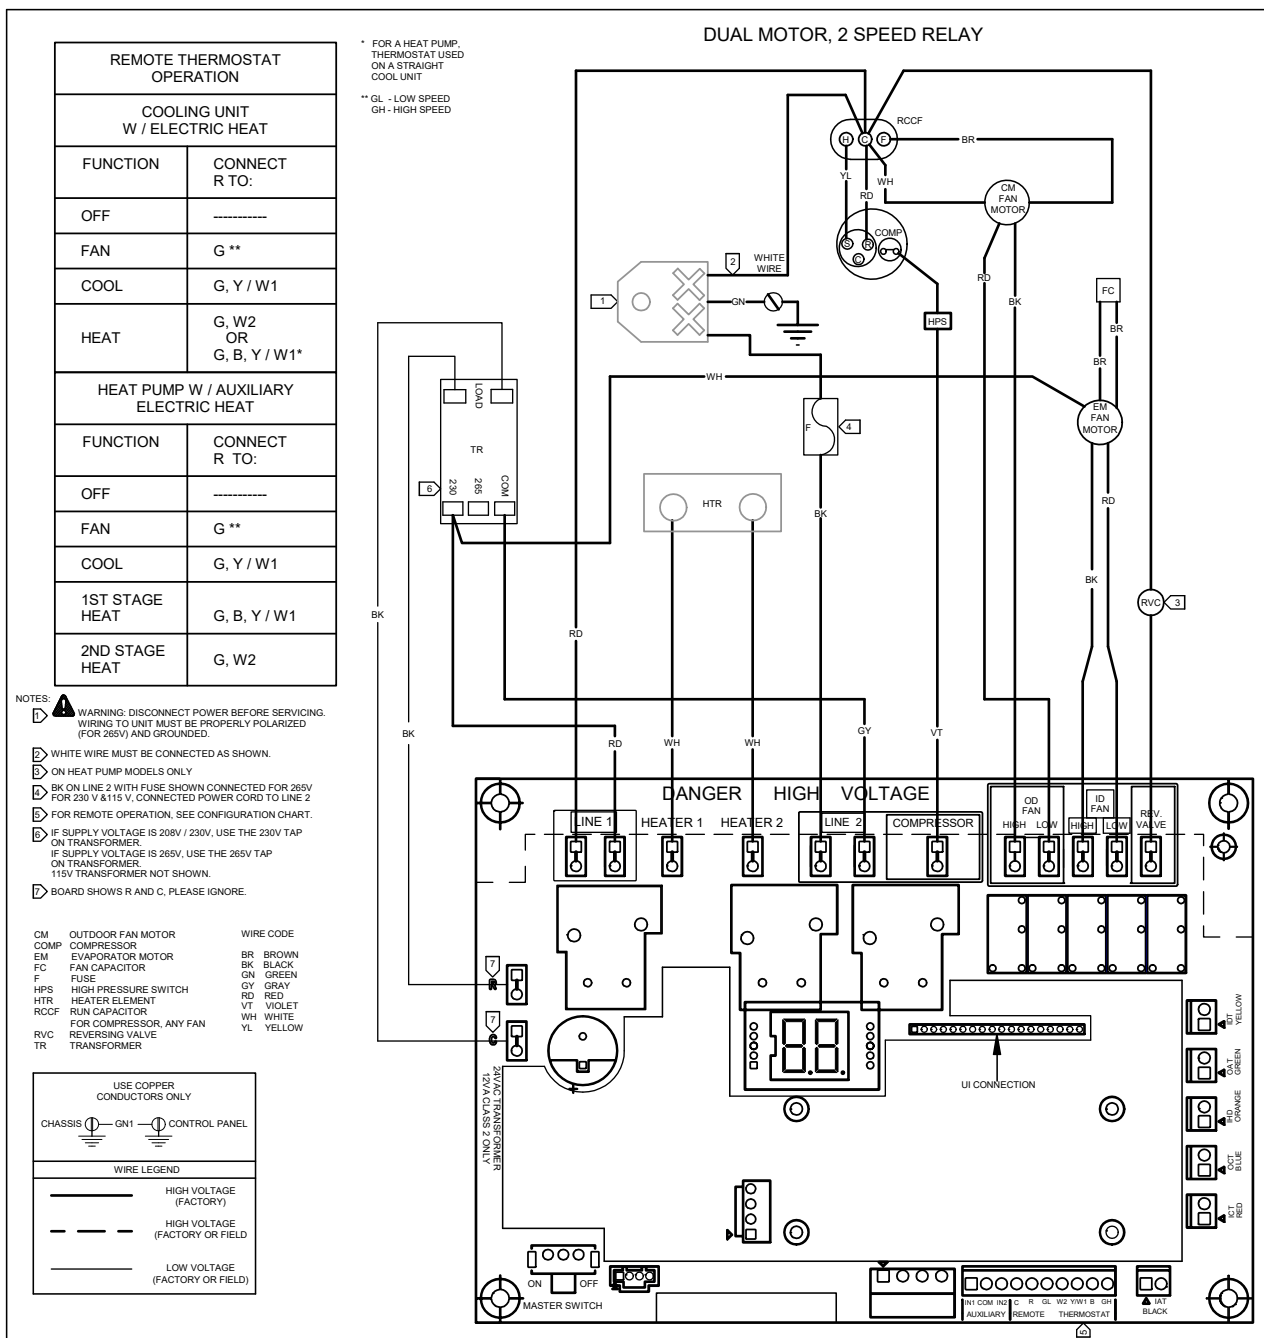 DUAL MOTOR, 2 SPEED RELAY
REMOTE THERMOSTAT
OPERATION
COOLING UNIT
W / ELECTRIC HEAT
FUNCTION CONNECT
R TO:
OFF -----------
FAN G **
COOL G, Y / W1
HEAT G, W2
OR
G, B, Y / W1*
HEAT PUMP W / AUXILIARY
ELECTRIC HEAT
FUNCTION CONNECT
R TO:
OFF -----------
FAN G **
COOL G, Y / W1
1ST STAGE
HEAT G, B, Y / W1
2ND STAGE
HEAT G, W2
* FOR A HEAT PUMP,
THERMOSTAT USED
ON A STRAIGHT
COOL UNIT
** GL - LOW SPEED
GH - HIGH SPEED
RCCF
H C F
BR
YL
RD
WH
CM
FAN
MOTOR
S R C
COMP
2
WHITE
WIRE
1
GN
HPS
RD
BK
FC
BR
BR
WH
EM
FAN
MOTOR
LOAD
TR
230
265
COM
6
F
4
HTR
BK
RD
BK
RVC
3
BK
RD
BK
RD
WH
WH
GY
VT
NOTES:
1 WARNING: DISCONNECT POWER BEFORE SERVICING.
WIRING TO UNIT MUST BE PROPERLY POLARIZED
(FOR 265V) AND GROUNDED.
2 WHITE WIRE MUST BE CONNECTED AS SHOWN.
3 ON HEAT PUMP MODELS ONLY
4 BK ON LINE 2 WITH FUSE SHOWN CONNECTED FOR 265V
FOR 230 V &115 V, CONNECTED POWER CORD TO LINE 2
5 FOR REMOTE OPERATION, SEE CONFIGURATION CHART.
6 IF SUPPLY VOLTAGE IS 208V / 230V, USE THE 230V TAP
ON TRANSFORMER.
IF SUPPLY VOLTAGE IS 265V, USE THE 265V TAP
ON TRANSFORMER.
115V TRANSFORMER NOT SHOWN.
7 BOARD SHOWS R AND C, PLEASE IGNORE.
CM OUTDOOR FAN MOTOR
COMP COMPRESSOR
EM EVAPORATOR MOTOR
FC FAN CAPACITOR
F FUSE
HPS HIGH PRESSURE SWITCH
HTR HEATER ELEMENT
RCCF RUN CAPACITOR
FOR COMPRESSOR, ANY FAN
RVC REVERSING VALVE
TR TRANSFORMER
WIRE CODE
BR BROWN
BK BLACK
GN GREEN
GY GRAY
RD RED
VT VIOLET
WH WHITE
YL YELLOW
USE COPPER
CONDUCTORS ONLY
CHASSIS GN1 CONTROL PANEL
WIRE LEGEND
HIGH VOLTAGE
(FACTORY)
HIGH VOLTAGE
(FACTORY OR FIELD
LOW VOLTAGE
(FACTORY OR FIELD)
DANGER HIGH VOLTAGE
LINE 1
HEATER 1
HEATER 2
LINE 2
COMPRESSOR
OD
FAN
HIGH LOW
ID
FAN
HIGH LOW
REV.
VALVE
7
R
7
C
24VAC TRANSFORMER
12VA CLASS 2 ONLY
+
88
UI CONNECTION
IDT
YELLOW
OAT
GREEN
IHD
ORANGE
OCT
BLUE
ICT
RED
ON OFF
MASTER SWITCH
IN1 COM IN2 C R GL W2 Y/W1 B GH
AUXILIARY REMOTE THERMOSTAT
5
IAT
BLACK